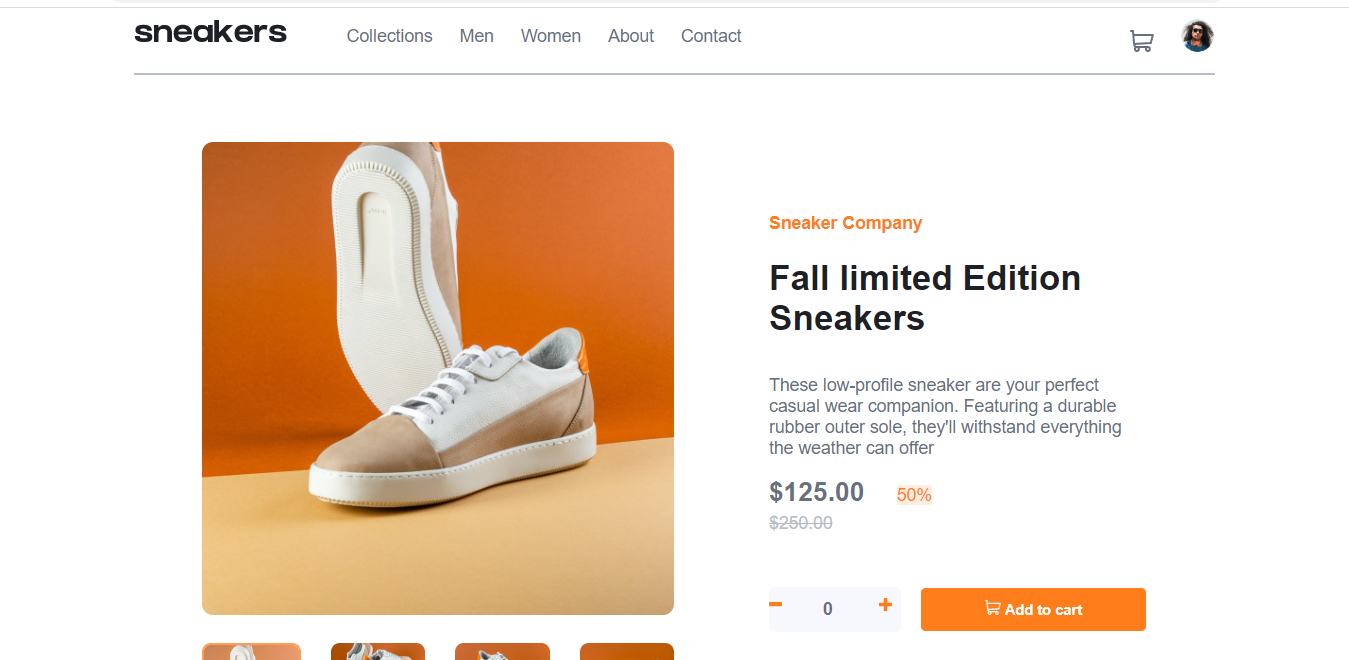 sneakers
Collections Men Women About Contact
Sneaker Company
Fall limited Edition
Sneakers
These low-profile sneaker are your perfect
casual wear companion. Featuring a durable
rubber outer sole, they'll withstand everything
the weather can offer
$125.00 50%
$250.00
0
Add to cart